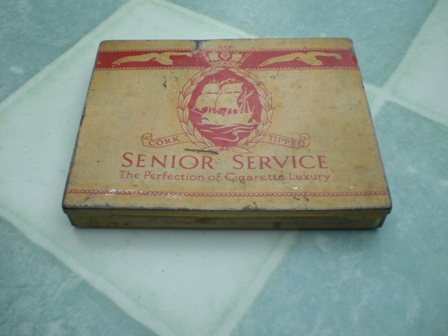 CORK TIPPED
SENIOR SERVICE
The Perfection of Cigarette Luxury